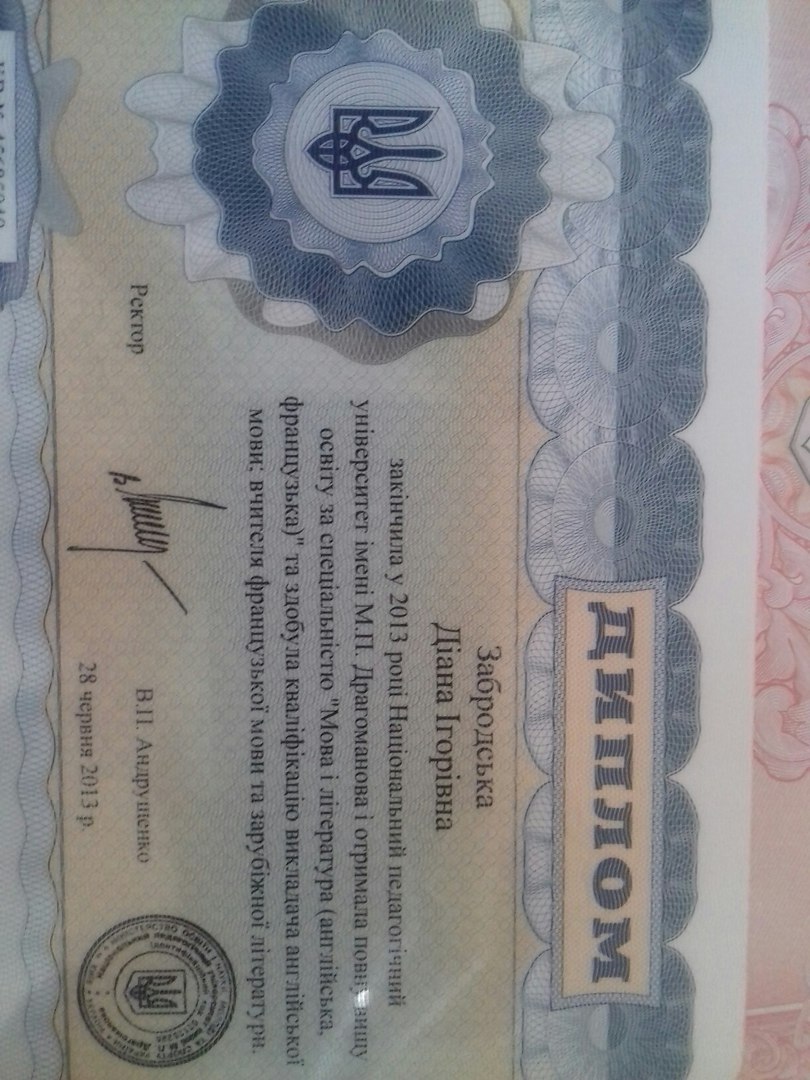 ДИПЛОМ
Забродська
Діана Ігорівна
закінчила у 2013 році Національний педагогічний
університет імені М.П. Драгоманова і отримала повну вищу
освіту за спеціальністю "Мова і література (англійська,
французька)" та здобула кваліфікацію викладача англійської
мови; вчителя французької мови та зарубіжної літератури.
Ректор
В.П. Андрущенко
28 червня 2013 р.